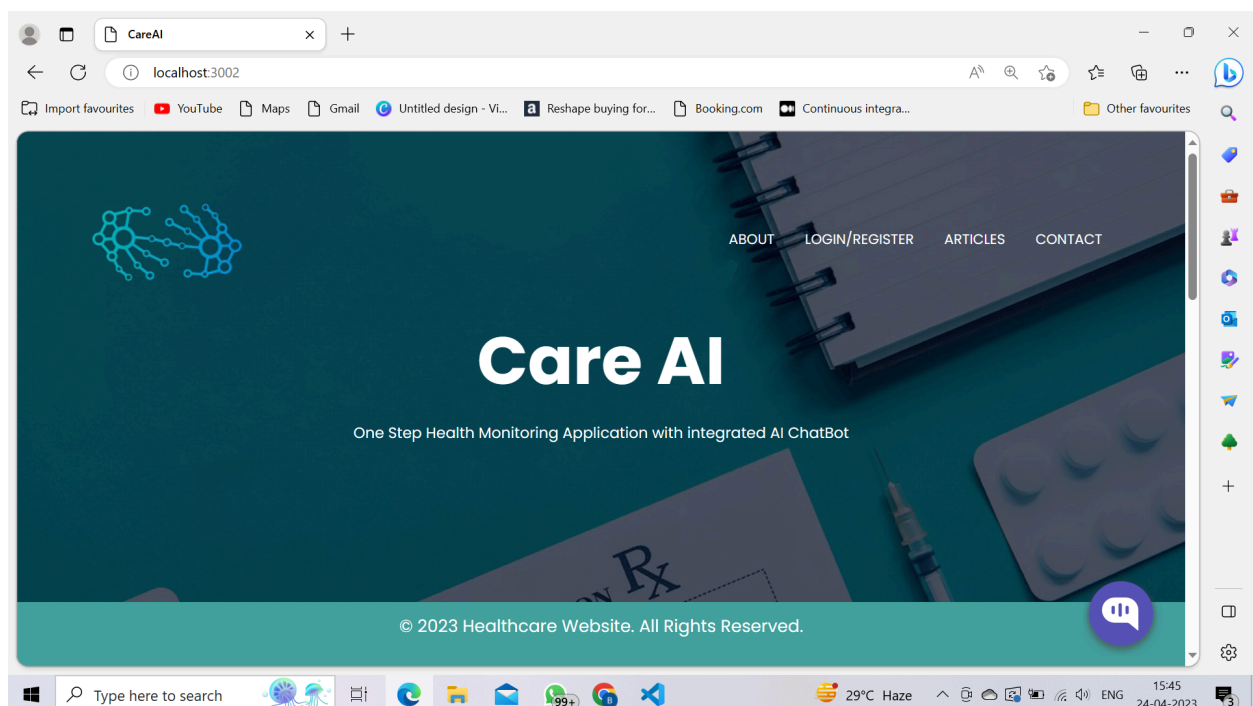 CareAI
localhost:3002
Import favourites YouTube Maps Gmail Untitled design - Vi... Reshape buying for... Booking.com Continuous integra... Other favourites
ABOUT LOGIN/REGISTER ARTICLES CONTACT
Care AI
One Step Health Monitoring Application with integrated AI ChatBot
ON Rx
© 2023 Healthcare Website. All Rights Reserved.
Type here to search 99+ 29°C Haze ENG 15:45
24-04-2023 3